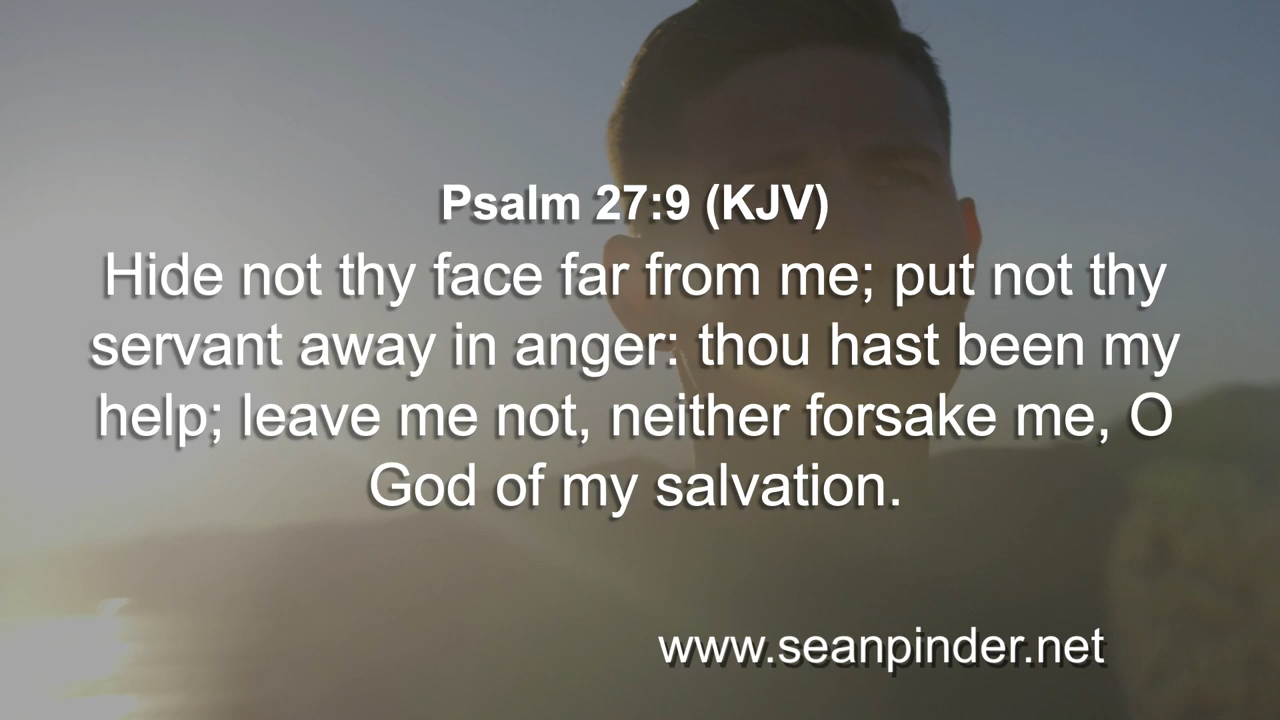 Psalm 27:9 (KJV)
Hide not thy face far from me; put not thy
servant away in anger: thou hast been my
help; leave me not, neither forsake me, O
God of my salvation.
www.seanpinder.net